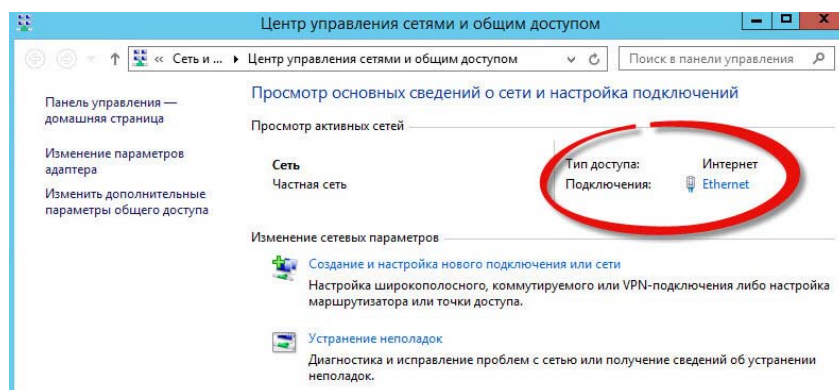 Центр управления сетями и общим доступом
« Сеть и ... ▸ Центр управления сетями и общим доступом
Поиск в панели управления
Панель управления —
домашняя страница
Изменение параметров
адаптера
Изменить дополнительные
параметры общего доступа
Просмотр основных сведений о сети и настройка подключений
Просмотр активных сетей
Сеть
Частная сеть
Тип доступа: Интернет
Подключения: Ethernet
Изменение сетевых параметров
Создание и настройка нового подключения или сети
Настройка широкополосного, коммутируемого или VPN-подключения либо настройка
маршрутизатора или точки доступа.
Устранение неполадок
Диагностика и исправление проблем с сетью или получение сведений об устранении
неполадок.